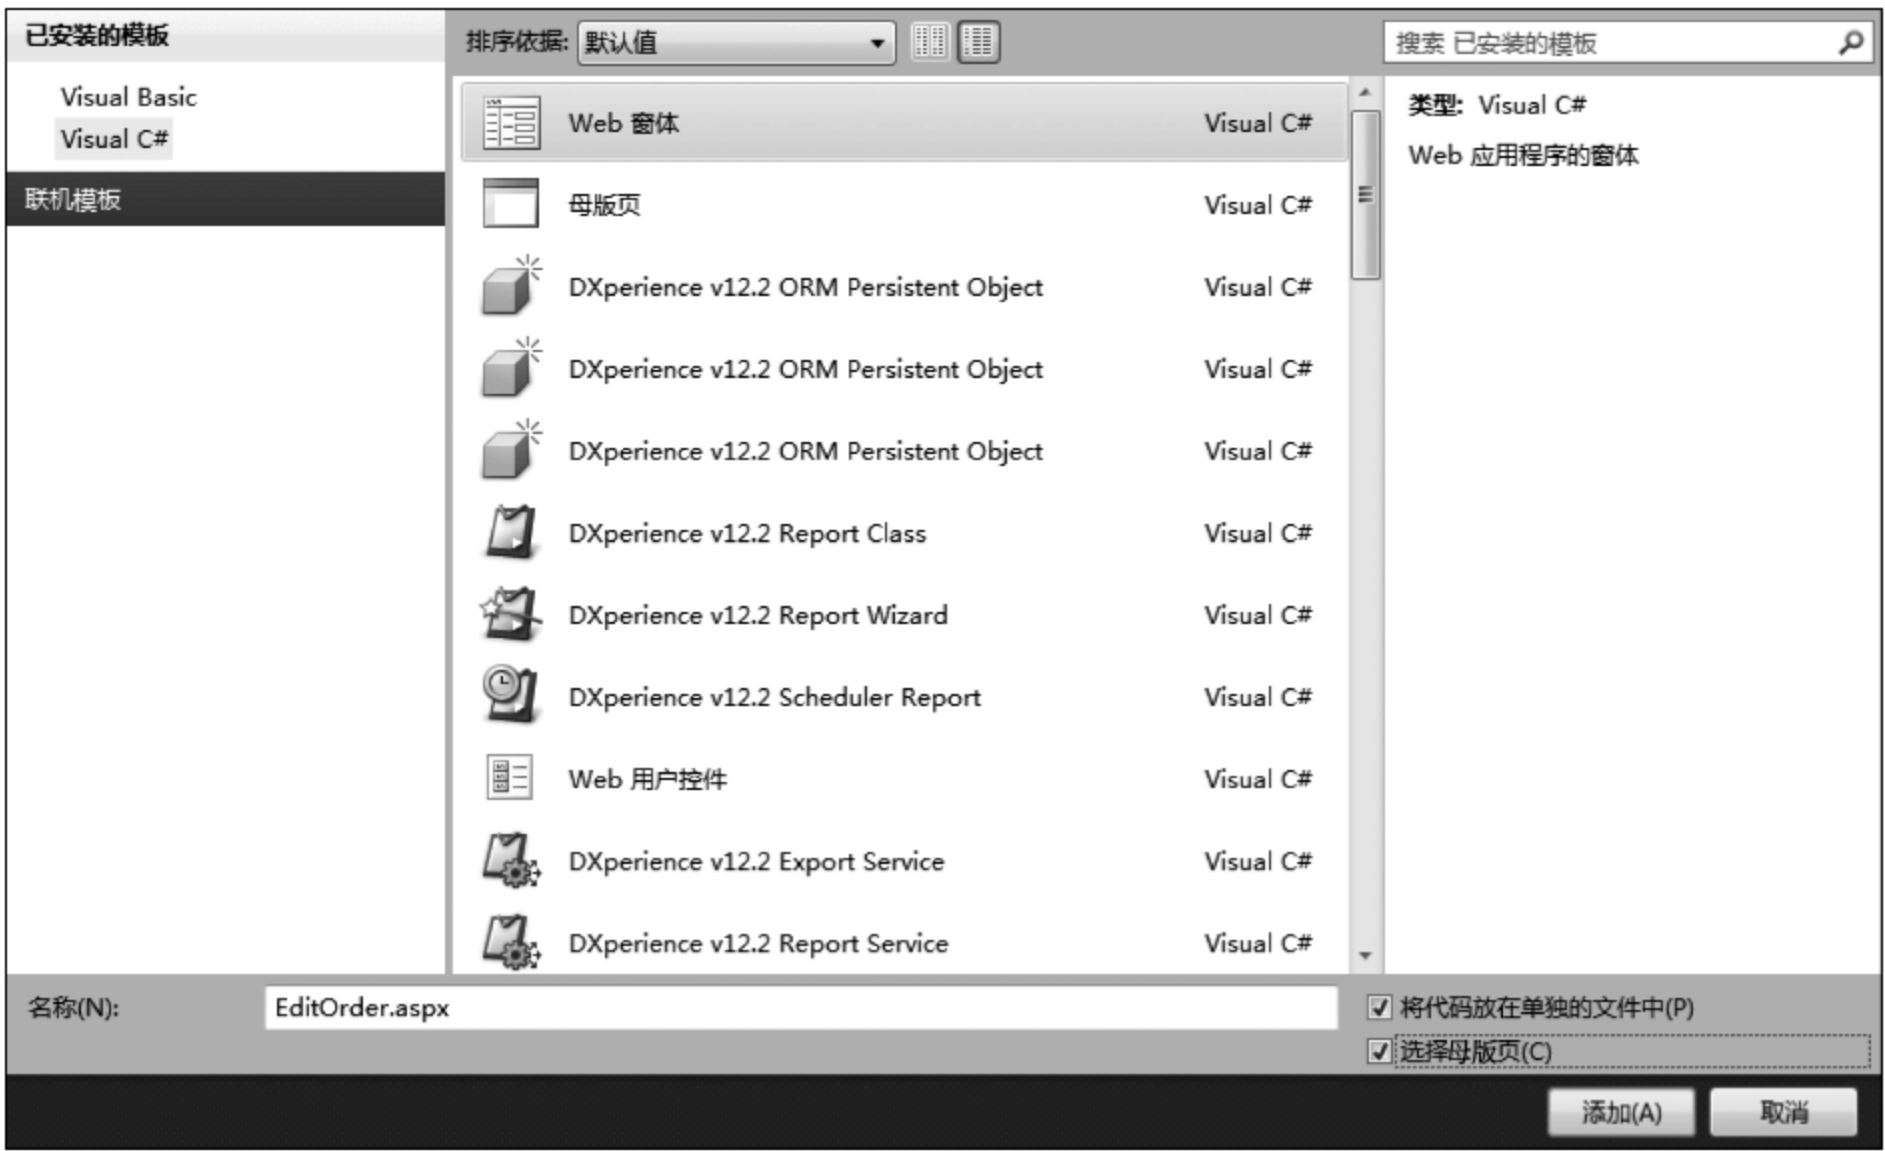 已安装的模板
Visual Basic
Visual C#
联机模板
排序依据: 默认值
搜索 已安装的模板
Web 窗体 Visual C#
母版页 Visual C#
DXperience v12.2 ORM Persistent Object Visual C#
DXperience v12.2 ORM Persistent Object Visual C#
DXperience v12.2 ORM Persistent Object Visual C#
DXperience v12.2 Report Class Visual C#
DXperience v12.2 Report Wizard Visual C#
DXperience v12.2 Scheduler Report Visual C#
Web 用户控件 Visual C#
DXperience v12.2 Export Service Visual C#
DXperience v12.2 Report Service Visual C#
类型: Visual C#
Web 应用程序的窗体
名称(N): EditOrder.aspx
将代码放在单独的文件中(P)
选择母版页(C)
添加(A) 取消